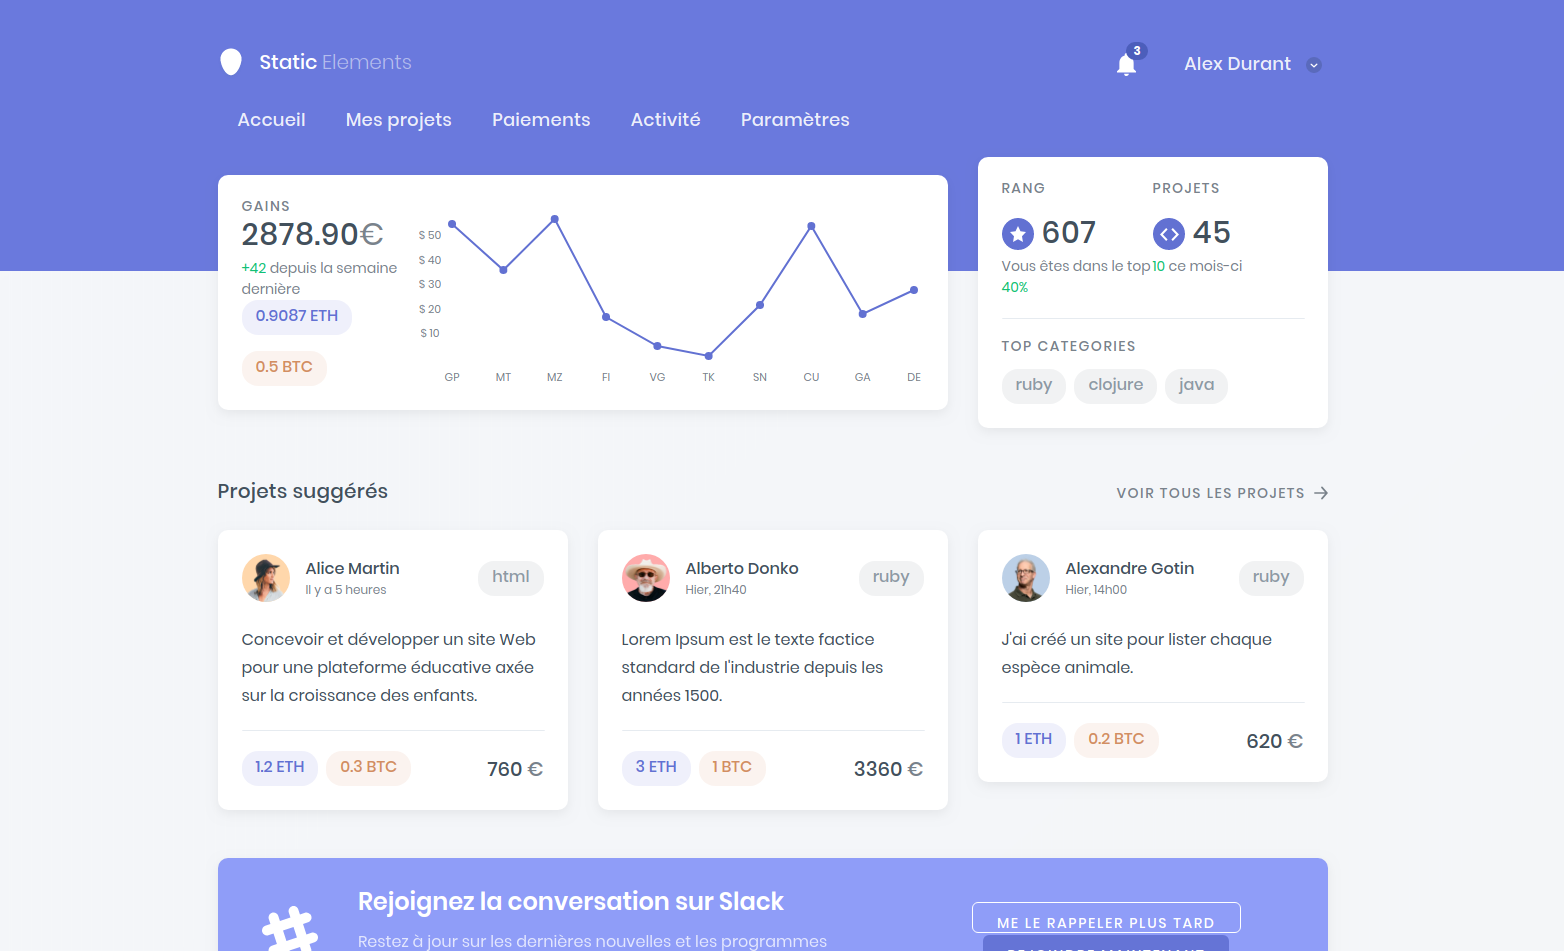 Static Elements
3
Alex Durant
Accueil Mes projets Paiements Activité Paramètres
GAINS
2878.90€
+42 depuis la semaine
dernière
0.9087 ETH
0.5 BTC
$ 50
$ 40
$ 30
$ 20
$ 10
GP MT MZ FI VG TK SN CU GA DE
RANG
607
Vous êtes dans le top
40%
PROJETS
45
10 ce mois-ci
TOP CATEGORIES
ruby clojure java
Projets suggérés
VOIR TOUS LES PROJETS
Alice Martin
Il y a 5 heures
html
Concevoir et développer un site Web
pour une plateforme éducative axée
sur la croissance des enfants.
1.2 ETH 0.3 BTC 760 €
Alberto Donko
Hier, 21h40
ruby
Lorem Ipsum est le texte factice
standard de l'industrie depuis les
années 1500.
3 ETH 1 BTC 3360 €
Alexandre Gotin
Hier, 14h00
ruby
J'ai créé un site pour lister chaque
espèce animale.
1 ETH 0.2 BTC 620 €
Rejoignez la conversation sur Slack
Restez à jour sur les dernières nouvelles et les programmes
ME LE RAPPELER PLUS TARD